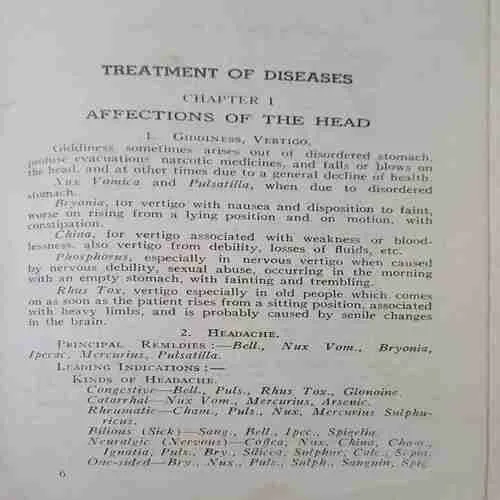 TREATMENT OF DISEASES
CHAPTER I
AFFECTIONS OF THE HEAD
1. GIDDINESS, VERTIGO.
Giddiness sometimes arises out of disordered stomach,
profuse evacuations narcotic medicines, and falls or blows on
the head, and at other times due to a general decline of health.
Nux Vomica and Pulsatilla, when due to disordered
stomach.
Bryonia, for vertigo with nausea and disposition to faint,
worse on rising from a lying position and on motion, with
constipation.
China, for vertigo associated with weakness or blood-
lessness, also vertigo from debility, losses of fluids, etc.
Phosphorus, especially in nervous vertigo when caused
by nervous debility, sexual abuse, occurring in the morning
with an empty stomach, with fainting and trembling.
Rhus Tox, vertigo especially in old people which comes
on as soon as the patient rises from a sitting position, associated
with heavy limbs, and is probably caused by senile changes
in the brain.
2. HEADACHE.
PRINCIPAL REMEDIES :—Bell., Nux Vom., Bryonia,
Ipecac, Mercurius, Pulsatilla.
LEADING INDICATIONS :—
KINDS OF HEADACHE.
Congestive—Bell., Puls., Rhus Tox., Glonoine.
Catarrhal—Nux Vom., Mercurius, Arsenic.
Rheumatic—Cham., Puls., Nux, Mercurius Sulphu-
ricus.
Bilious (Sick)—Sang., Bell., Ipec., Spigelia.
Neuralgic (Nervous)—Coffea, Nux, China, Cham.,
Ignatia, Puls., Bry., Silicea, Sulphur, Calc., Sepia.
One-sided—Bry., Nux, Puls., Sulph., Sanguin, Spig.
6